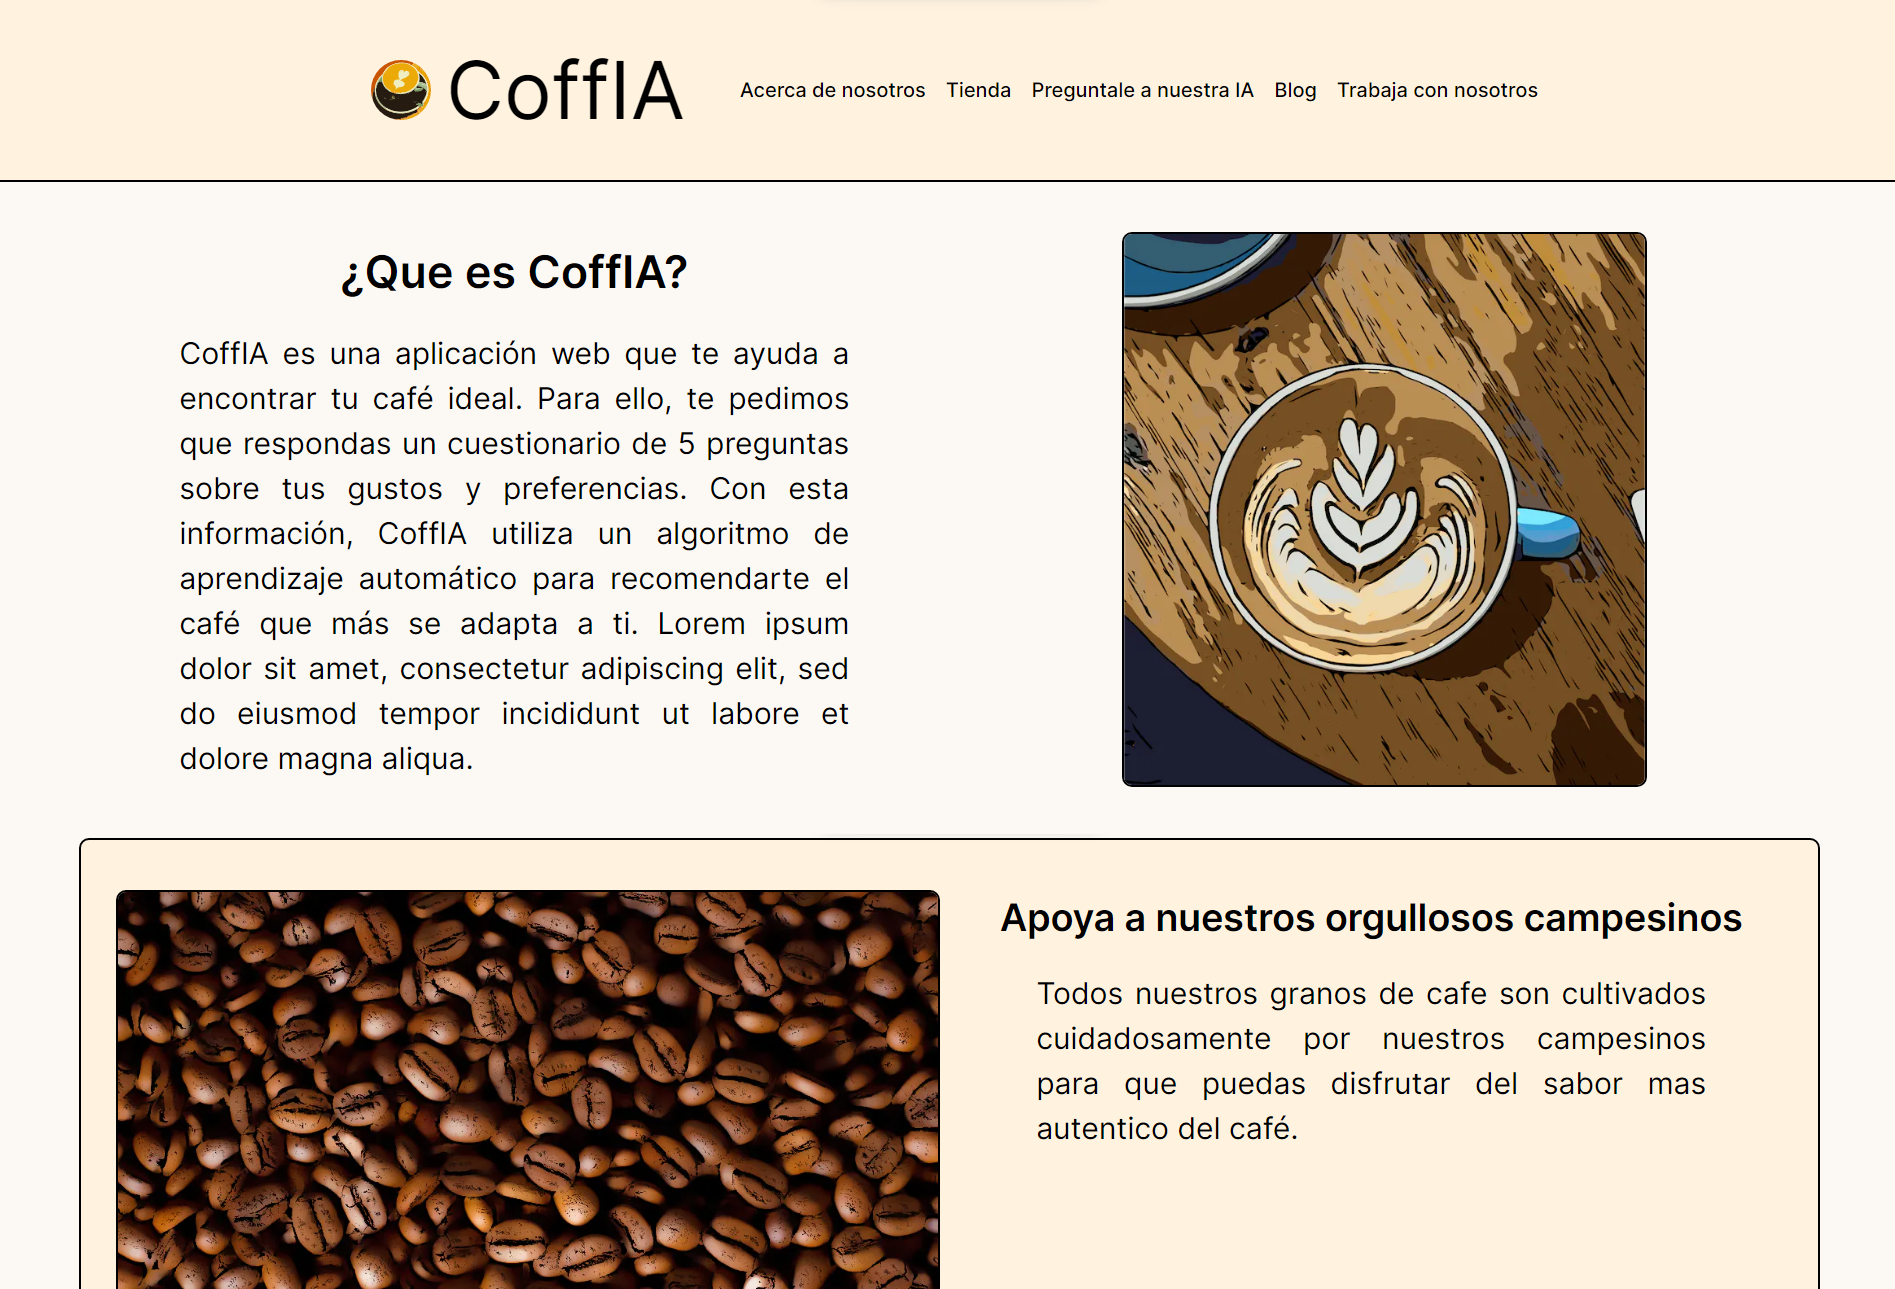 CoffIA
Acerca de nosotros Tienda Preguntale a nuestra IA Blog Trabaja con nosotros
¿Que es CoffIA?
CoffIA es una aplicación web que te ayuda a
encontrar tu café ideal. Para ello, te pedimos
que respondas un cuestionario de 5 preguntas
sobre tus gustos y preferencias. Con esta
información, CoffIA utiliza un algoritmo de
aprendizaje automático para recomendarte el
café que más se adapta a ti. Lorem ipsum
dolor sit amet, consectetur adipiscing elit, sed
do eiusmod tempor incididunt ut labore et
dolore magna aliqua.
Apoya a nuestros orgullosos campesinos
Todos nuestros granos de cafe son cultivados
cuidadosamente por nuestros campesinos
para que puedas disfrutar del sabor mas
autentico del café.